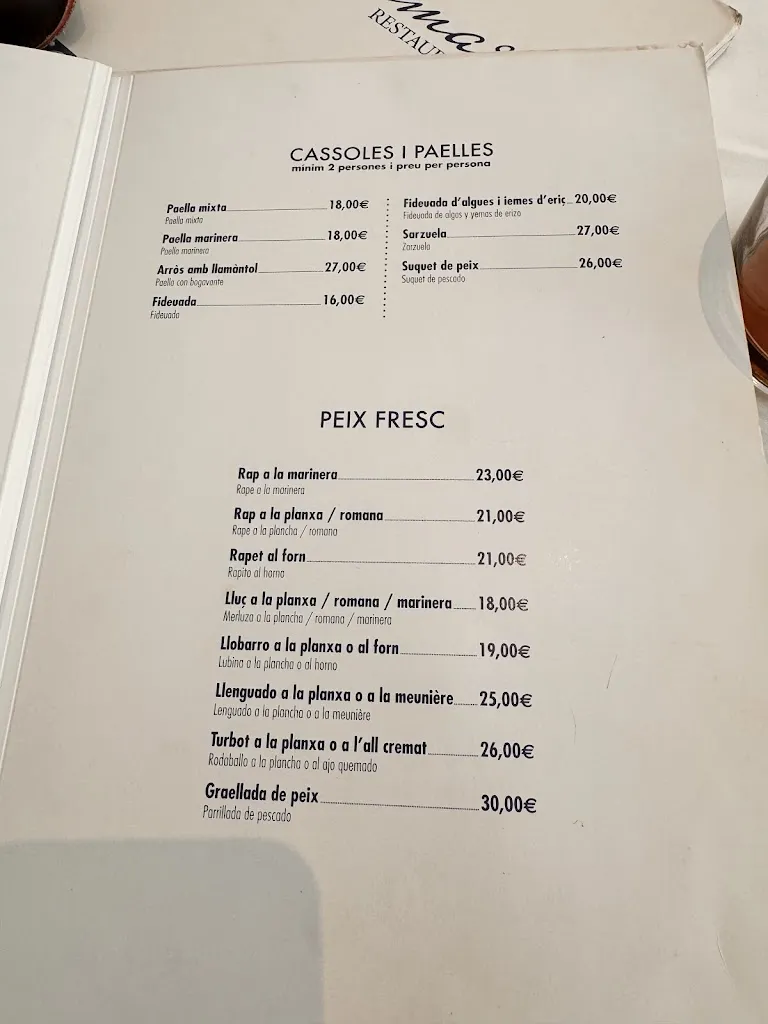 RESTAU
CASSOLES I PAELLES
mínim 2 persones i preu per persona
Paella mixta 18,00€
Paella mixta
Paella marinera 18,00€
Paella marinera
Arròs amb llamàntol 27,00€
Paella con bogavante
Fideuada 16,00€
Fideuada
Fideuada d'algues i iemes d'eriç 20,00€
Fideuada de algas y yemas de erizo
Sarzuela 27,00€
Zarzuela
Suquet de peix 26,00€
Suquet de pescado
PEIX FRESC
Rap a la marinera 23,00€
Rape a la marinera
Rap a la planxa / romana 21,00€
Rape a la plancha / romana
Rapet al forn 21,00€
Rapito al horno
Lluç a la planxa / romana / marinera 18,00€
Merluza a la plancha / romana / marinera
Llobarro a la planxa o al forn 19,00€
Lubina a la plancha o al horno
Llenguado a la planxa o a la meunière 25,00€
Lenguado a la plancha o a la meunière
Turbot a la planxa o a l'all cremat 26,00€
Rodaballo a la plancha o al ajo quemado
Graellada de peix 30,00€
Parrillada de pescado